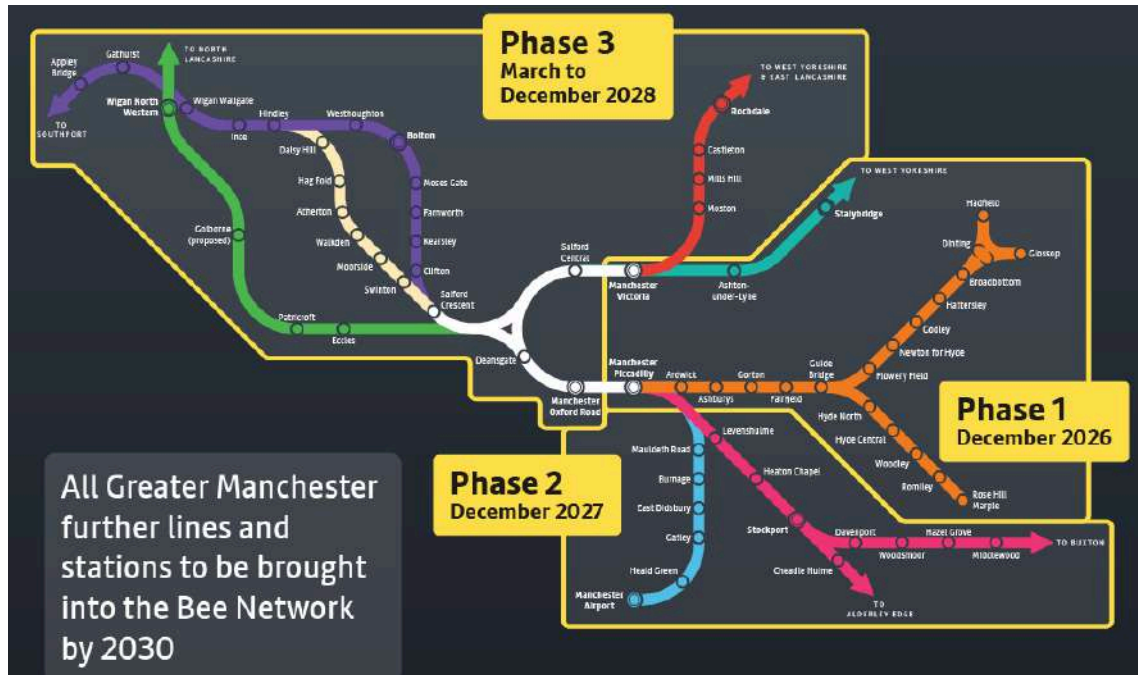 Phase 3
March to
December 2028
TO NORTH
LANCASHIRE
Gathurst
Appley
Bridge
TO
SOUTHPORT
Wigan North
Western
Wigan Wallgate
Ince
Hindley
Westhoughton
Bolton
Daisy Hill
Hag Fold
Atherton
Walkden
Moorside
Swinton
Moses Gate
Farnworth
Kearsley
Clifton
Salford
Crescent
Golborne
(proposed)
Patricroft
Eccles
Salford
Central
Deansgate
Manchester
Oxford Road
TO WEST YORKSHIRE
& EAST LANCASHIRE
Rochdale
Castleton
Mills Hill
Moston
Manchester
Victoria
TO WEST YORKSHIRE
Stalybridge
Ashton-
under-Lyne
Manchester
Piccadilly
Ardwick
Ashburys
Gorton
Fairfield
Guide
Bridge
Hadfield
Dinting
Glossop
Broadbottom
Hattersley
Godley
Newton for Hyde
Flowery Field
Hyde North
Hyde Central
Woodley
Romiley
Rose Hill
Marple
Phase 1
December 2026
Phase 2
December 2027
Mauldeth Road
Burnage
East Didsbury
Gatley
Heald Green
Manchester
Airport
Levenshulme
Heaton Chapel
Stockport
Davenport
Woodsmoor
Hazel Grove
Middlewood
TO BUXTON
Cheadle Hulme
TO
ALDERLEY EDGE
All Greater Manchester
further lines and
stations to be brought
into the Bee Network
by 2030